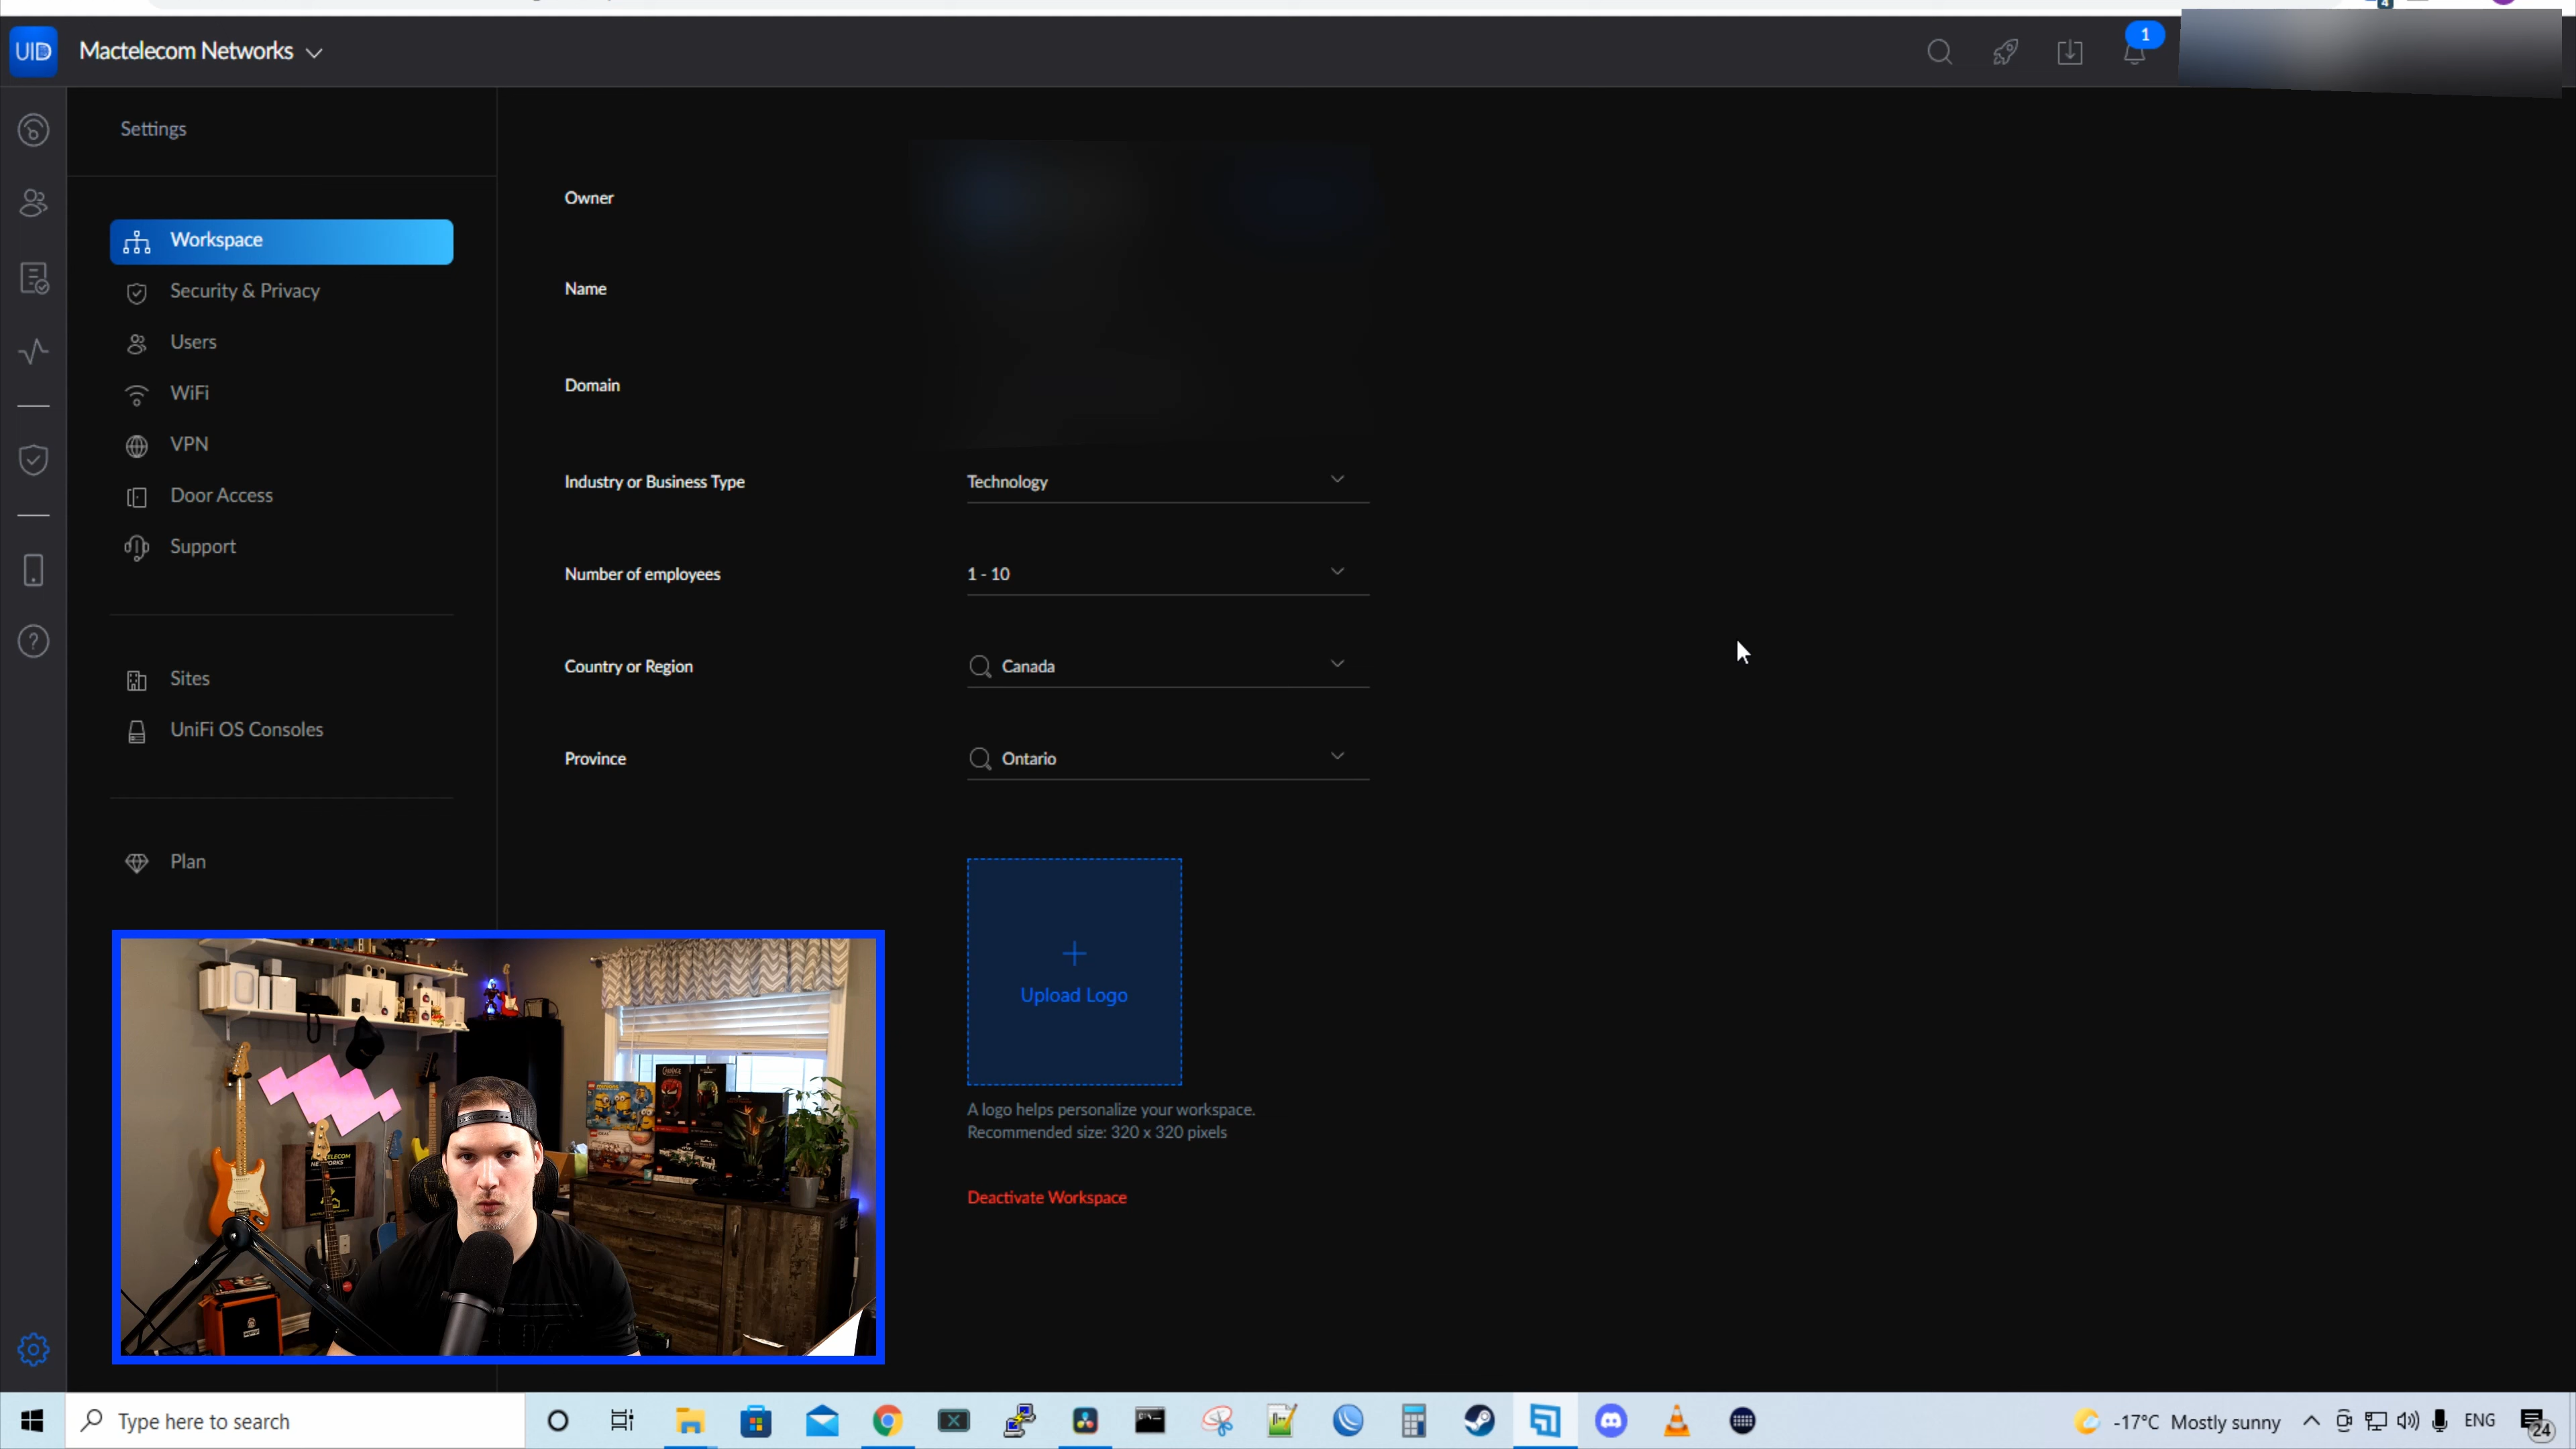 UID
Mactelecom Networks
1
4
Settings
Workspace
Security & Privacy
Users
WiFi
VPN
Door Access
Support
Sites
UniFi OS Consoles
Plan
Owner
Name
Domain
Industry or Business Type
Technology
Number of employees
1 - 10
Country or Region
Canada
Province
Ontario
Upload Logo
A logo helps personalize your workspace.
Recommended size: 320 x 320 pixels
Deactivate Workspace
Type here to search
-17°C Mostly sunny
ENG
24